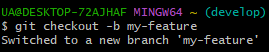 UA@DESKTOP-72AJHAF MINGW64 ~ (develop)
$ git checkout -b my-feature
Switched to a new branch 'my-feature'